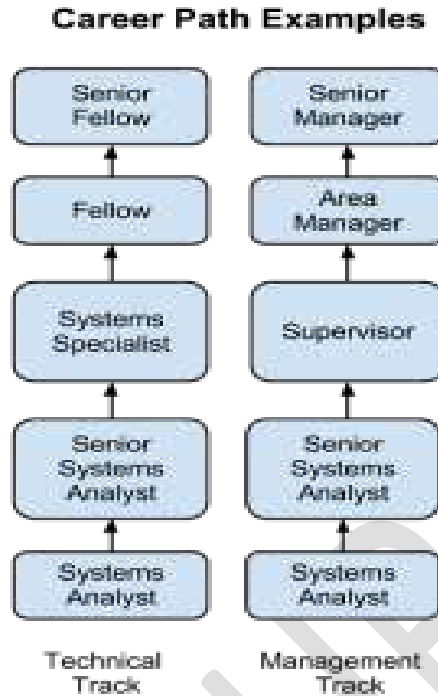 Career Path Examples
Senior
Fellow
Fellow
Systems
Specialist
Senior
Systems
Analyst
Systems
Analyst
Technical
Track
Senior
Manager
Area
Manager
Supervisor
Senior
Systems
Analyst
Systems
Analyst
Management
Track